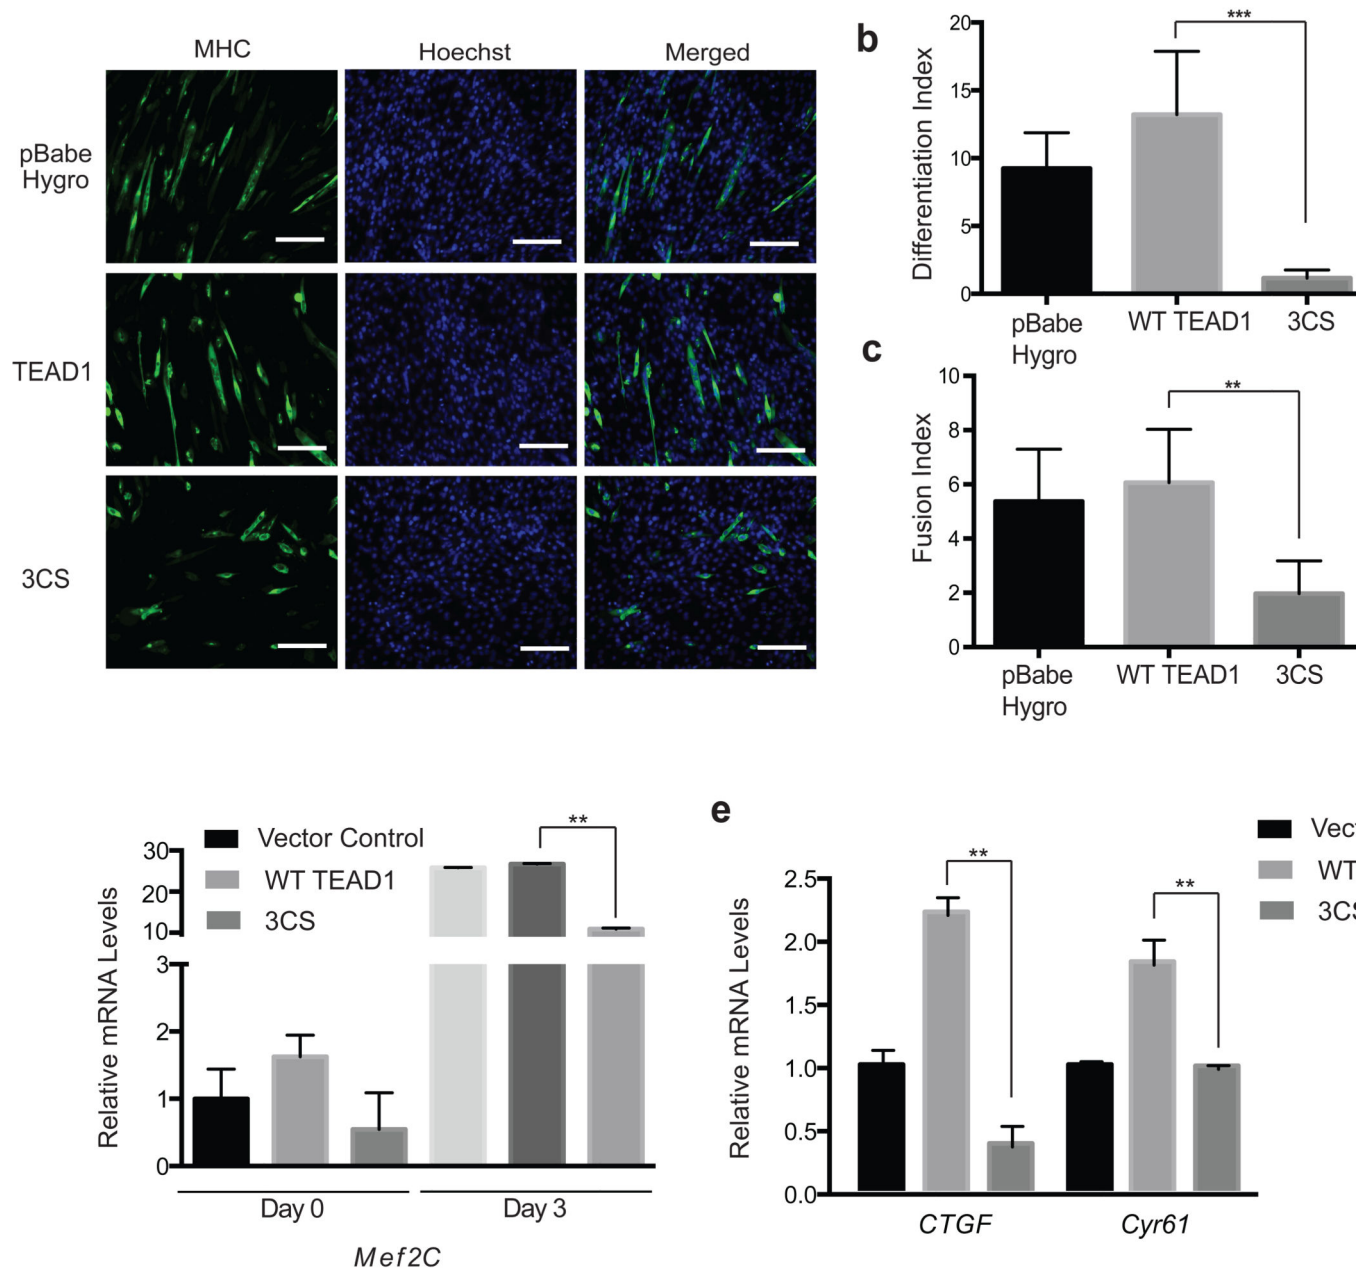 MHC
Hoechst
Merged
pBabe
Hygro
TEAD1
3CS
b
***
20
15
10
5
0
Differentiation Index
pBabe
Hygro
WT TEAD1
3CS
c
**
10
8
6
4
2
0
Fusion Index
pBabe
Hygro
WT TEAD1
3CS
Vector Control
WT TEAD1
3CS
**
30
20
10
3
2
1
0
Relative mRNA Levels
Day 0
Day 3
Mef2C
e
Vect
WT
3CS
**
**
2.5
2.0
1.5
1.0
0.5
0.0
Relative mRNA Levels
CTGF
Cyr61